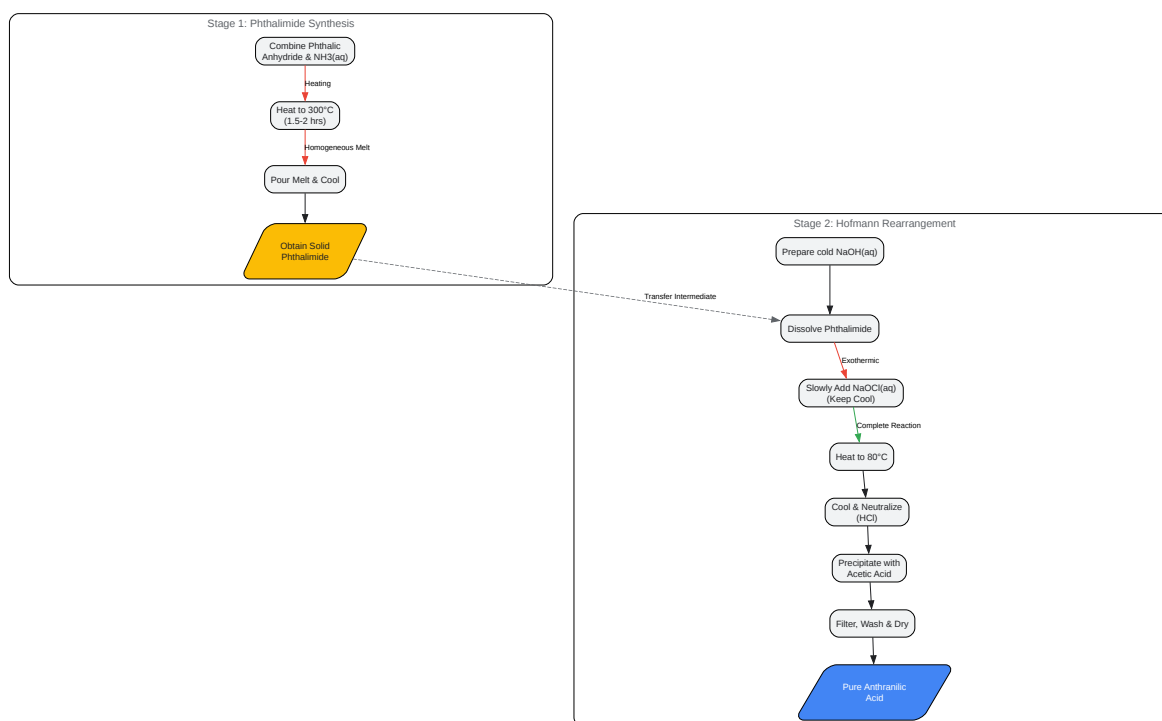 Stage 1: Phthalimide Synthesis
Combine Phthalic
Anhydride & NH3(aq)
Heating
Heat to 300°C
(1.5-2 hrs)
Homogeneous Melt
Pour Melt & Cool
Obtain Solid
Phthalimide
Transfer Intermediate
Stage 2: Hofmann Rearrangement
Prepare cold NaOH(aq)
Dissolve Phthalimide
Exothermic
Slowly Add NaOCl(aq)
(Keep Cool)
Complete Reaction
Heat to 80°C
Cool & Neutralize
(HCl)
Precipitate with
Acetic Acid
Filter, Wash & Dry
Pure Anthranilic
Acid